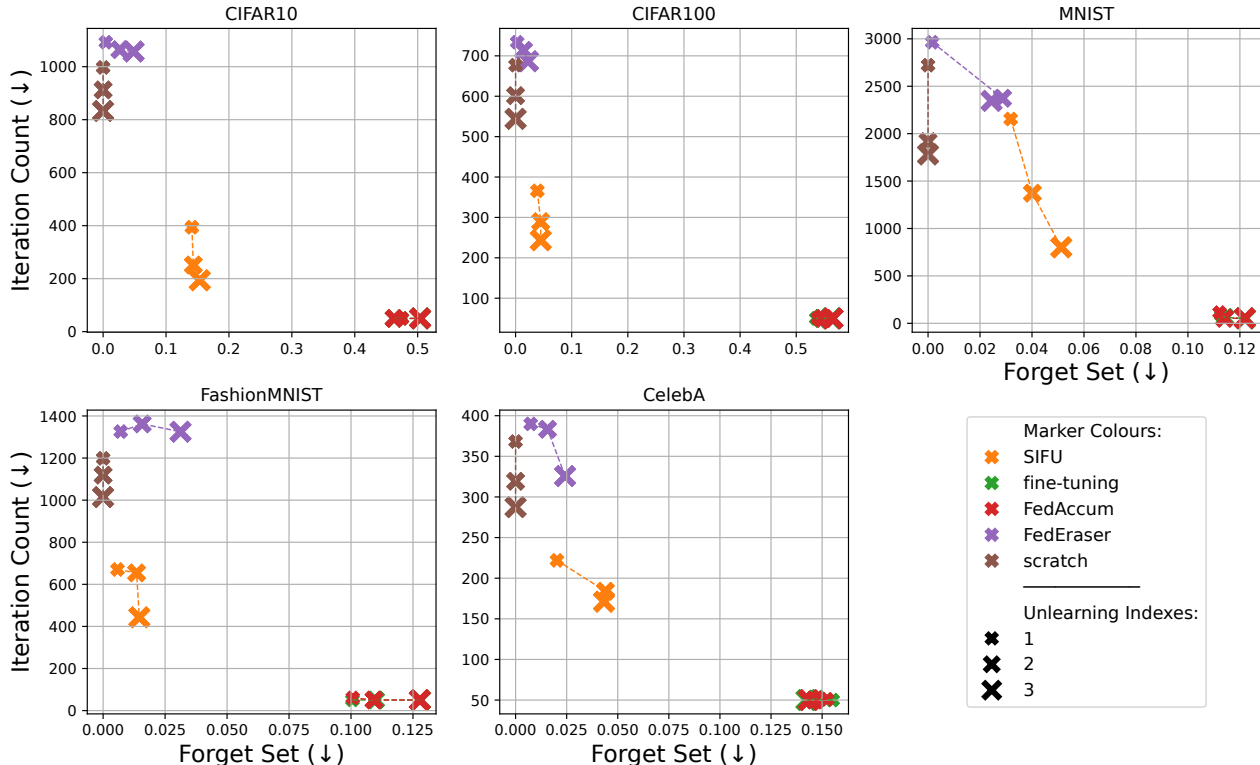 CIFAR10
CIFAR100
MNIST
Iteration Count (↓)
1000
800
600
400
200
0
0.0 0.1 0.2 0.3 0.4 0.5
700
600
500
400
300
200
100
0.0 0.1 0.2 0.3 0.4 0.5
3000
2500
2000
1500
1000
500
0
0.00 0.02 0.04 0.06 0.08 0.10 0.12
Forget Set (↓)
FashionMNIST
CelebA
Iteration Count (↓)
1400
1200
1000
800
600
400
200
0
0.000 0.025 0.050 0.075 0.100 0.125
Forget Set (↓)
400
350
300
250
200
150
100
50
0.000 0.025 0.050 0.075 0.100 0.125 0.150
Forget Set (↓)
Marker Colours:
SIFU
fine-tuning
FedAccum
FedEraser
scratch
Unlearning Indexes:
1
2
3